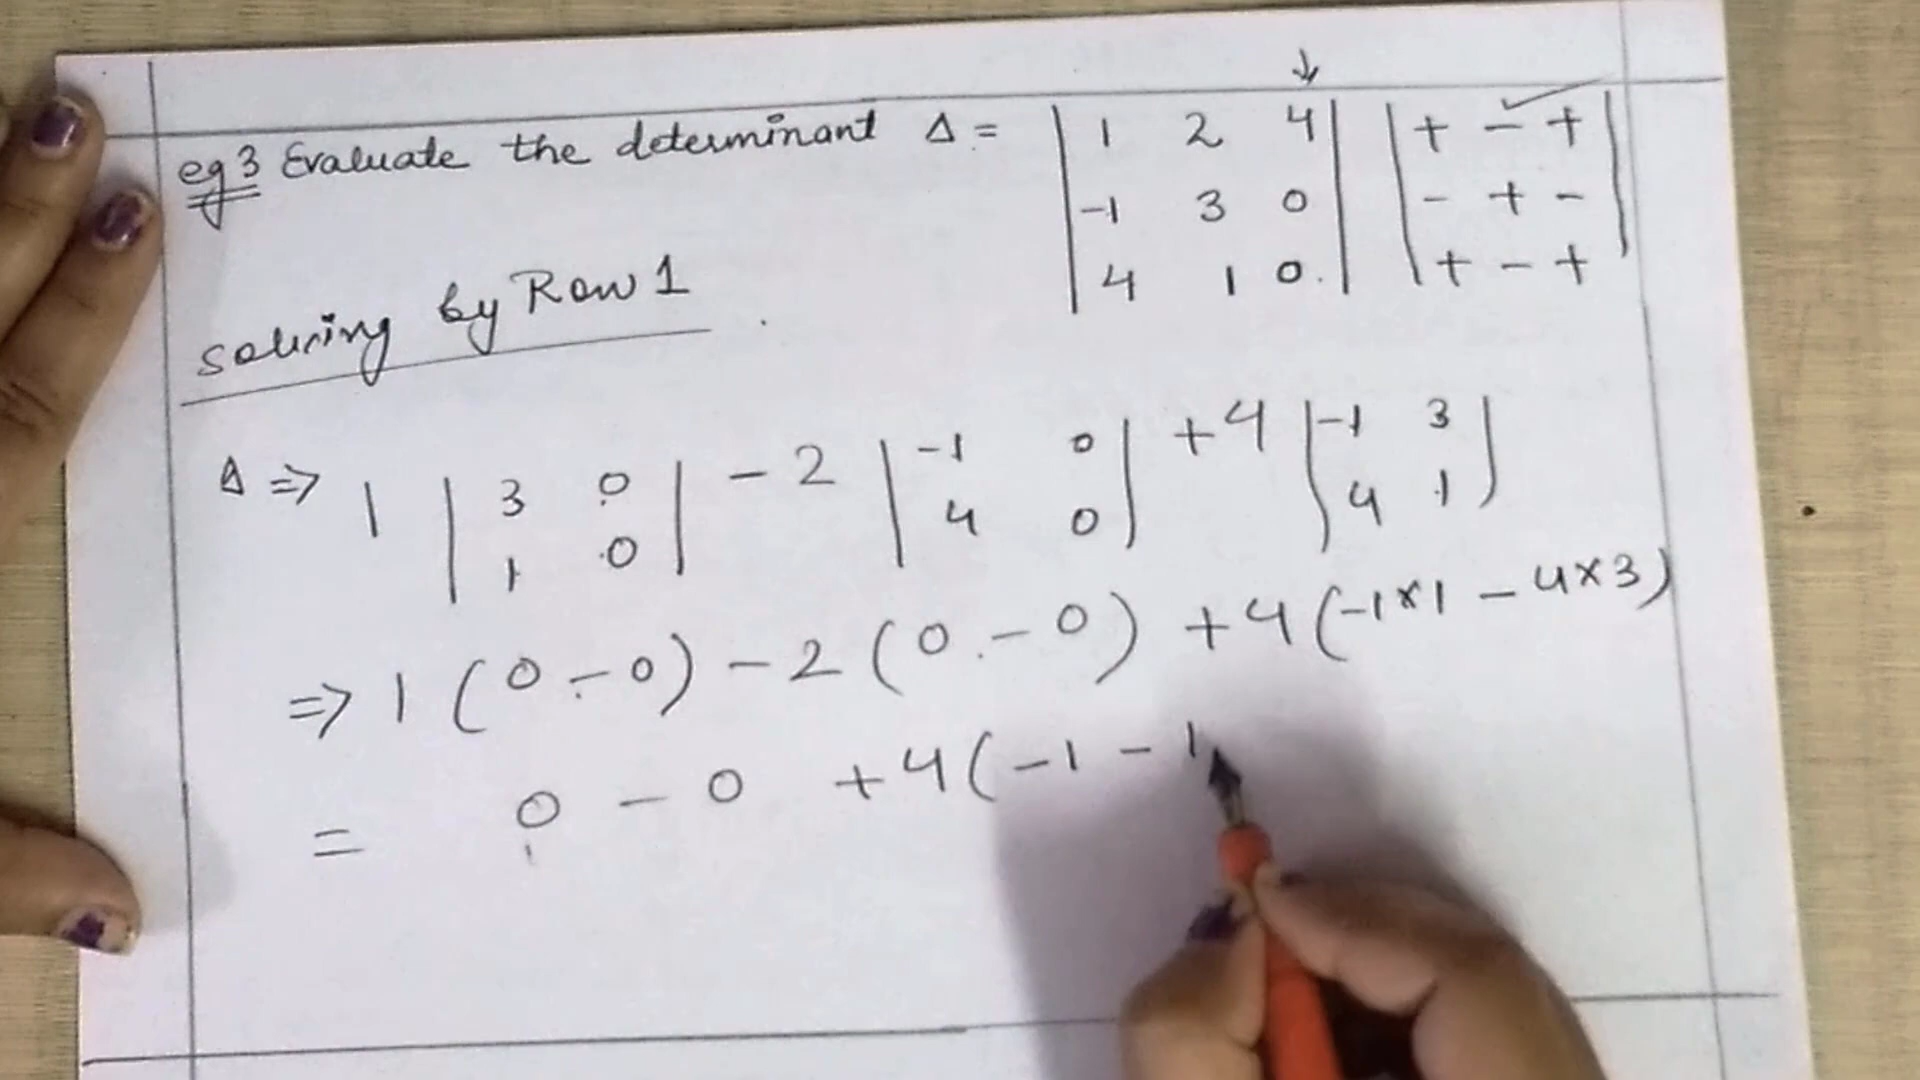 eg 3 Evaluate the determinant Δ = | 1 2 4 | | + - + |
| -1 3 0 | | - + - |
| 4 1 0. | | + - + |
solving by Row 1
Δ ⇒ 1 | 3 0 | - 2 | -1 0 | + 4 | -1 3 |
| 1 0 | | 4 0 | | 4 1 |
⇒ 1 ( 0 - 0 ) - 2 ( 0 - 0 ) + 4 ( -1 × 1 - 4 × 3 )
= 0 - 0 + 4 ( -1 - 1